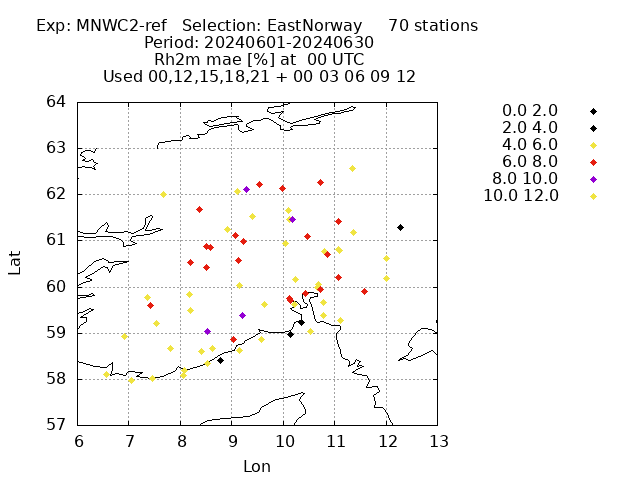 Exp: MNWC2-ref   Selection: EastNorway     70 stations
Period: 20240601-20240630
Rh2m mae [%] at  00 UTC
Used 00,12,15,18,21 + 00 03 06 09 12
0.0 2.0
2.0 4.0
4.0 6.0
6.0 8.0
8.0 10.0
10.0 12.0
64
63
62
61
60
59
58
57
Lat
6 7 8 9 10 11 12 13
Lon